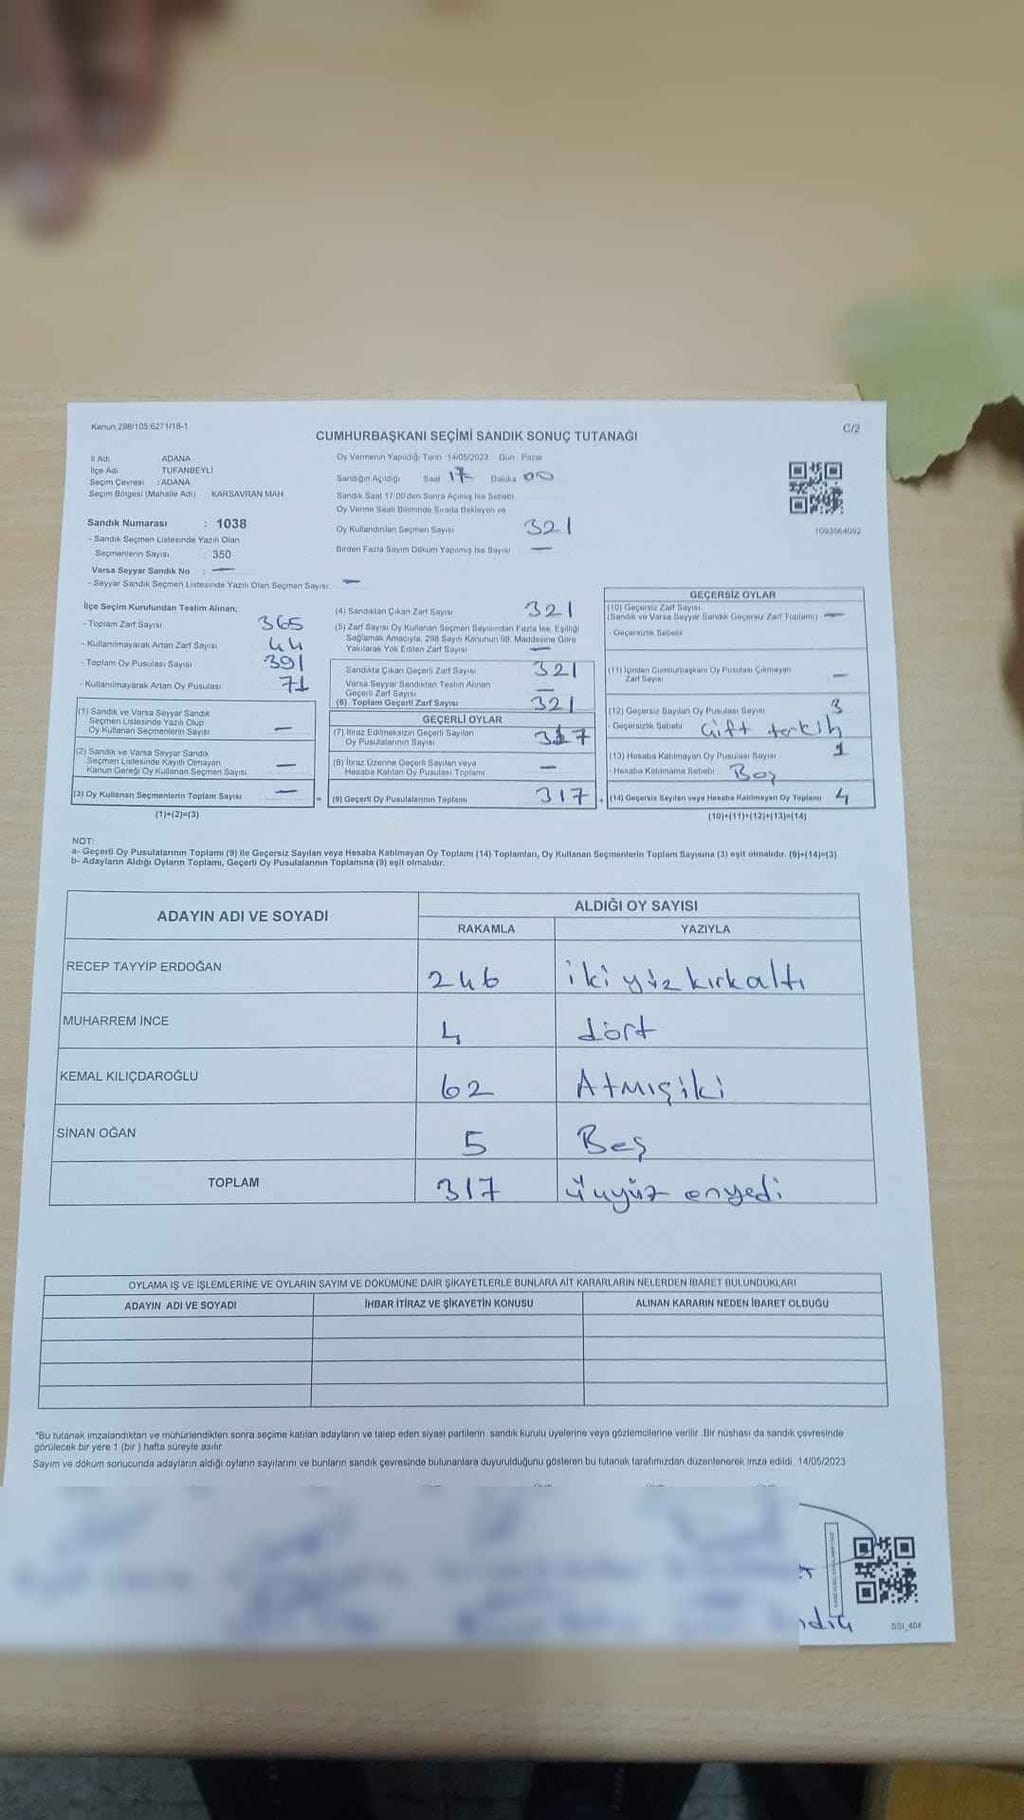 Kanun 298/105:6271/18-1
C/2
CUMHURBAŞKANI SEÇİMİ SANDIK SONUÇ TUTANAĞI
İl Adı : ADANA
İlçe Adı : TUFANBEYLİ
Seçim Çevresi : ADANA
Seçim Bölgesi (Mahalle Adı) : KARSAVRAN MAH.
Sandık Numarası : 1038
- Sandık Seçmen Listesinde Yazılı Olan
Seçmenlerin Sayısı : 350
Varsa Seyyar Sandık No : —
- Seyyar Sandık Seçmen Listesinde Yazılı Olan Seçmen Sayısı: —
Oy Vermenin Yapıldığı Tarih :14/05/2023 Gün: Pazar
Sandığın Açıldığı Saat 17 Dakika 00
Sandık Saat 17:00'den Sonra Açılmış İse Sebebi
Oy Verme Saati Bitiminde Sırada Bekleyen ve
Oy Kullandırılan Seçmen Sayısı 321
Birden Fazla Sayım Döküm Yapılmış İse Sayısı —
1093664092
İlçe Seçim Kurulundan Teslim Alınan;
- Toplam Zarf Sayısı 365
- Kullanılmayarak Artan Zarf Sayısı 44
- Toplam Oy Pusulası Sayısı 391
- Kullanılmayarak Artan Oy Pusulası 71
(1) Sandık ve Varsa Seyyar Sandık
Seçmen Listesinde Yazılı Olup
Oy Kullanan Seçmenlerin Sayısı —
(2) Sandık ve Varsa Seyyar Sandık
Seçmen Listesinde Kayıtlı Olmayan
Kanun Gereği Oy Kullanan Seçmen Sayısı —
(3) Oy Kullanan Seçmenlerin Toplam Sayısı —
(1)+(2)=(3)
=
(4) Sandıktan Çıkan Zarf Sayısı 321
(5) Zarf Sayısı Oy Kullanan Seçmen Sayısından Fazla İse, Eşitliği
Sağlamak Amacıyla, 298 Sayılı Kanunun 98. Maddesine Göre
Yakılarak Yok Edilen Zarf Sayısı —
Sandıkta Çıkan Geçerli Zarf Sayısı 321
Varsa Seyyar Sandıktan Teslim Alınan
Geçerli Zarf Sayısı —
(6) Toplam Geçerli Zarf Sayısı 321
GEÇERLİ OYLAR
(7) İtiraz Edilmeksizin Geçerli Sayılan
Oy Pusulalarının Sayısı 317
(8) İtiraz Üzerine Geçerli Sayılan veya
Hesaba Katılan Oy Pusulası Toplamı —
(9) Geçerli Oy Pusulalarının Toplamı 317
+
GEÇERSİZ OYLAR
(10) Geçersiz Zarf Sayısı
(Sandık ve Varsa Seyyar Sandık Geçersiz Zarf Toplamı) —
- Geçersizlik Sebebi
(11) İçinden Cumhurbaşkanı Oy Pusulası Çıkmayan
Zarf Sayısı —
(12) Geçersiz Sayılan Oy Pusulası Sayısı 3
- Geçersizlik Sebebi Çift tercih
(13) Hesaba Katılmayan Oy Pusulası Sayısı 1
- Hesaba Katılmama Sebebi Boş
(14) Geçersiz Sayılan veya Hesaba Katılmayan Oy Toplamı 4
(10)+(11)+(12)+(13)=(14)
NOT:
a- Geçerli Oy Pusulalarının Toplamı (9) ile Geçersiz Sayılan veya Hesaba Katılmayan Oy Toplamı (14) Toplamları, Oy Kullanan Seçmenlerin Toplam Sayısına (3) eşit olmalıdır. (9)+(14)=(3)
b- Adayların Aldığı Oyların Toplamı, Geçerli Oy Pusulalarının Toplamına (9) eşit olmalıdır.
ADAYIN ADI VE SOYADI
ALDIĞI OY SAYISI
RAKAMLA YAZIYLA
RECEP TAYYİP ERDOĞAN 246 iki yüz kırkaltı
MUHARREM İNCE 4 dört
KEMAL KILIÇDAROĞLU 62 Atmışiki
SİNAN OĞAN 5 Beş
TOPLAM 317 üçyüz onyedi
OYLAMA İŞ VE İŞLEMLERİNE VE OYLARIN SAYIM VE DÖKÜMÜNE DAİR ŞİKAYETLERLE BUNLARA AİT KARARLARIN NELERDEN İBARET BULUNDUKLARI
ADAYIN ADI VE SOYADI İHBAR İTİRAZ VE ŞİKAYETİN KONUSU ALINAN KARARIN NEDEN İBARET OLDUĞU
*Bu tutanak imzalandıktan ve mühürlendikten sonra seçime katılan adayların ve talep eden siyasi partilerin sandık kurulu üyelerine veya gözlemcilerine verilir. Bir nüshası da sandık çevresinde
görülecek bir yere 1 (bir) hafta süreyle asılır.
Sayım ve döküm sonucunda adayların aldığı oyların sayılarını ve bunların sandık çevresinde bulunanlara duyurulduğunu gösteren bu tutanak tarafımızdan düzenlenerek imza edildi. 14/05/2023
SSI_404